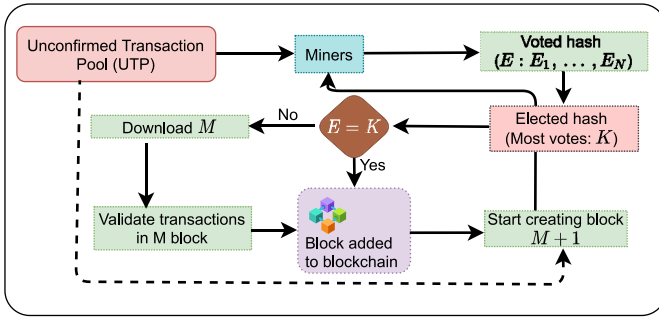 Unconfirmed Transaction
Pool (UTP)
Miners
Voted hash
(E : E₁, . . . , E_N)
Elected hash
(Most votes: K)
E = K
No
Yes
Download M
Validate transactions
in M block
Block added
to blockchain
Start creating block
M + 1